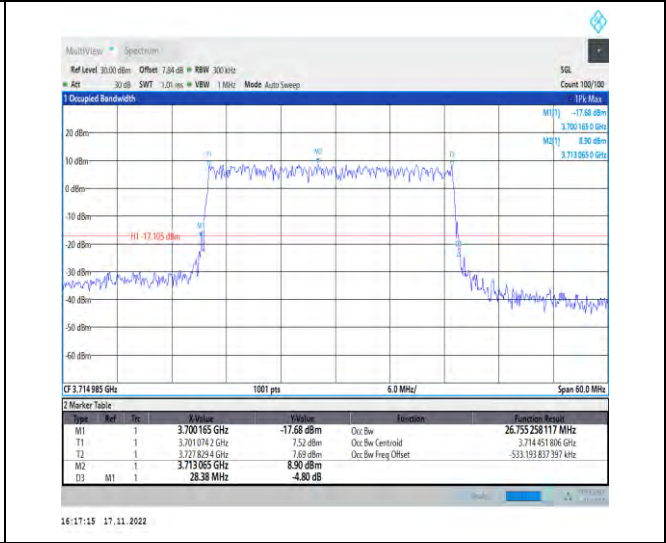 MultiView Spectrum
Ref Level 30.00 dBm Offset 7.84 dB RBW 300 kHz SGL
Att 30 dB SWT 1.01 ms VBW 1 MHz Mode Auto Sweep Count 100/100
1 Occupied Bandwidth 1Pk Max
M1[1] -17.68 dBm
3.700 165 0 GHz
M2[1] 8.90 dBm
3.713 065 0 GHz
20 dBm
T1 M2 T2
10 dBm
0 dBm
-10 dBm
M1
H1 -17.105 dBm
-20 dBm
D3
-30 dBm
-40 dBm
-50 dBm
-60 dBm
CF 3.714 985 GHz 1001 pts 6.0 MHz/ Span 60.0 MHz
2 Marker Table
Type Ref Trc X-Value Y-Value Function Function Result
M1 1 3.700165 GHz -17.68 dBm Occ Bw 26.755 258 117 MHz
T1 1 3.701 074 2 GHz 7.52 dBm Occ Bw Centroid 3.714 451 806 GHz
T2 1 3.727 829 4 GHz 7.69 dBm Occ Bw Freq Offset -533.193 837 397 kHz
M2 1 3.713 065 GHz 8.90 dBm
D3 M1 1 28.38 MHz -4.80 dB
16:17:15 17.11.2022